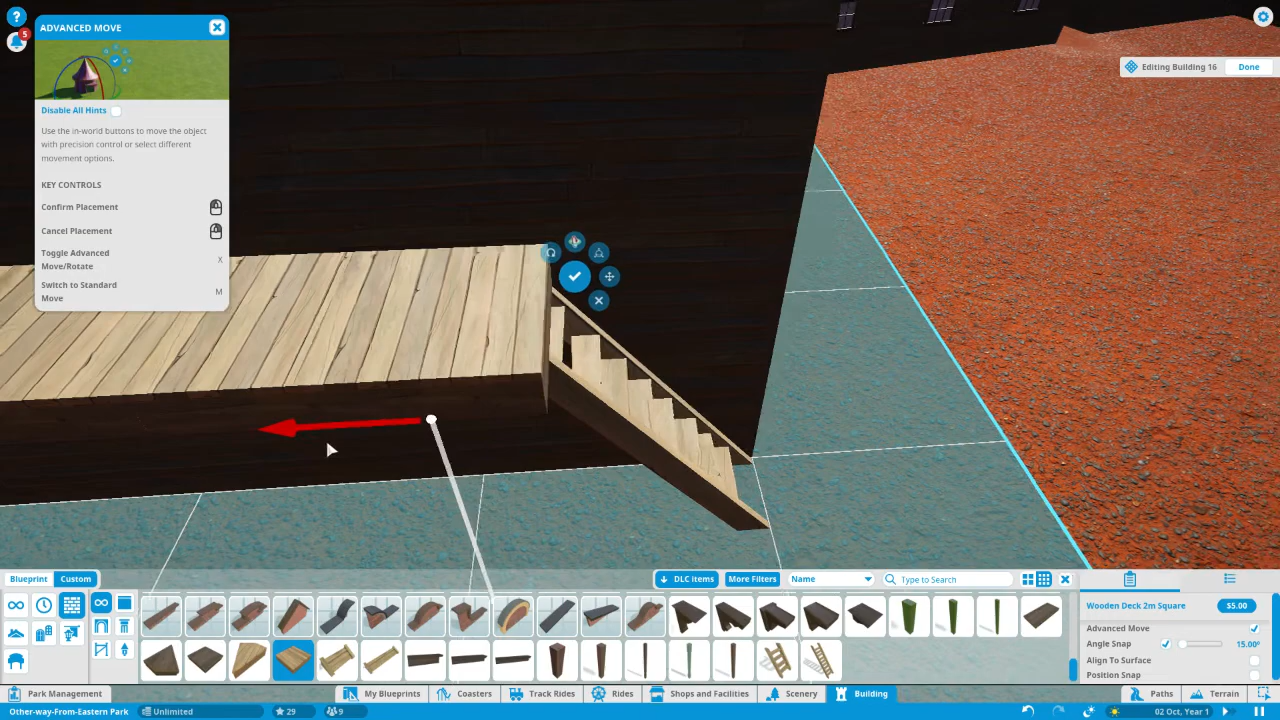 ?
5
ADVANCED MOVE
Disable All Hints
Use the in-world buttons to move the object
with precision control or select different
movement options.
KEY CONTROLS
Confirm Placement
Cancel Placement
Toggle Advanced
Move/Rotate
X
Switch to Standard
Move
M
Editing Building 16
Done
Blueprint
Custom
DLC items
More Filters
Name
Type to Search
Wooden Deck 2m Square
$5.00
Advanced Move
Angle Snap
15.00°
Align To Surface
Position Snap
Park Management
My Blueprints
Coasters
Track Rides
Rides
Shops and Facilities
Scenery
Building
Paths
Terrain
Other-way-From-Eastern Park
Unlimited
29
9
02 Oct, Year 1